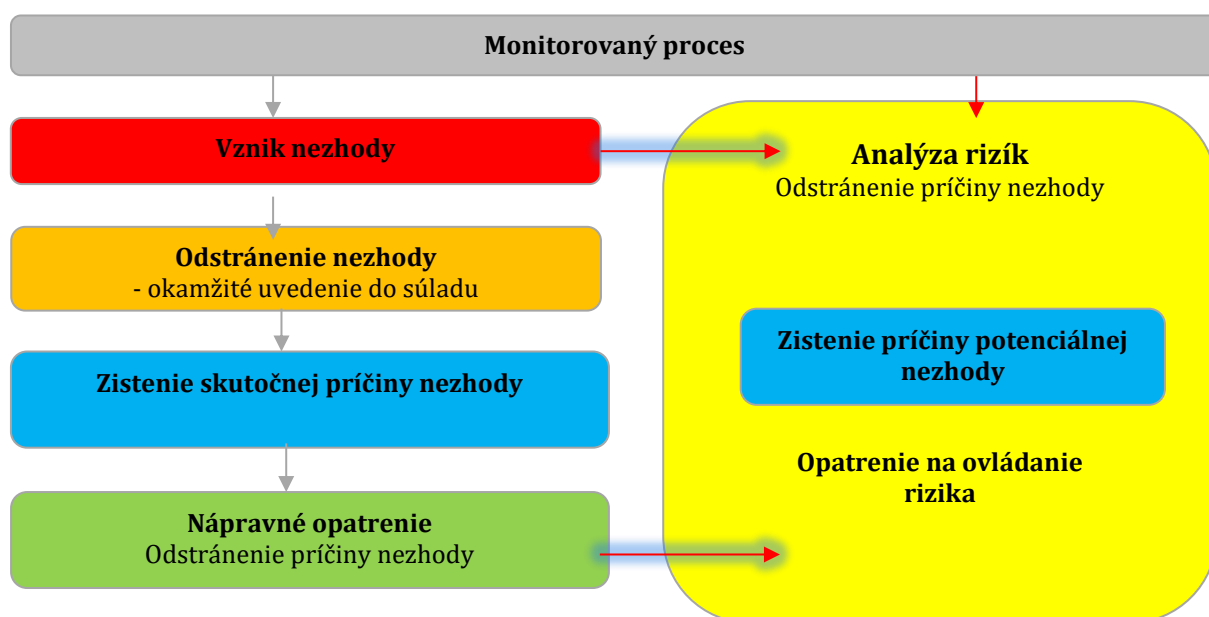 Monitorovaný proces
Vznik nezhody
Odstránenie nezhody
- okamžité uvedenie do súladu
Zistenie skutočnej príčiny nezhody
Nápravné opatrenie
Odstránenie príčiny nezhody
Analýza rizík
Odstránenie príčiny nezhody
Zistenie príčiny potenciálnej
nezhody
Opatrenie na ovládanie
rizika